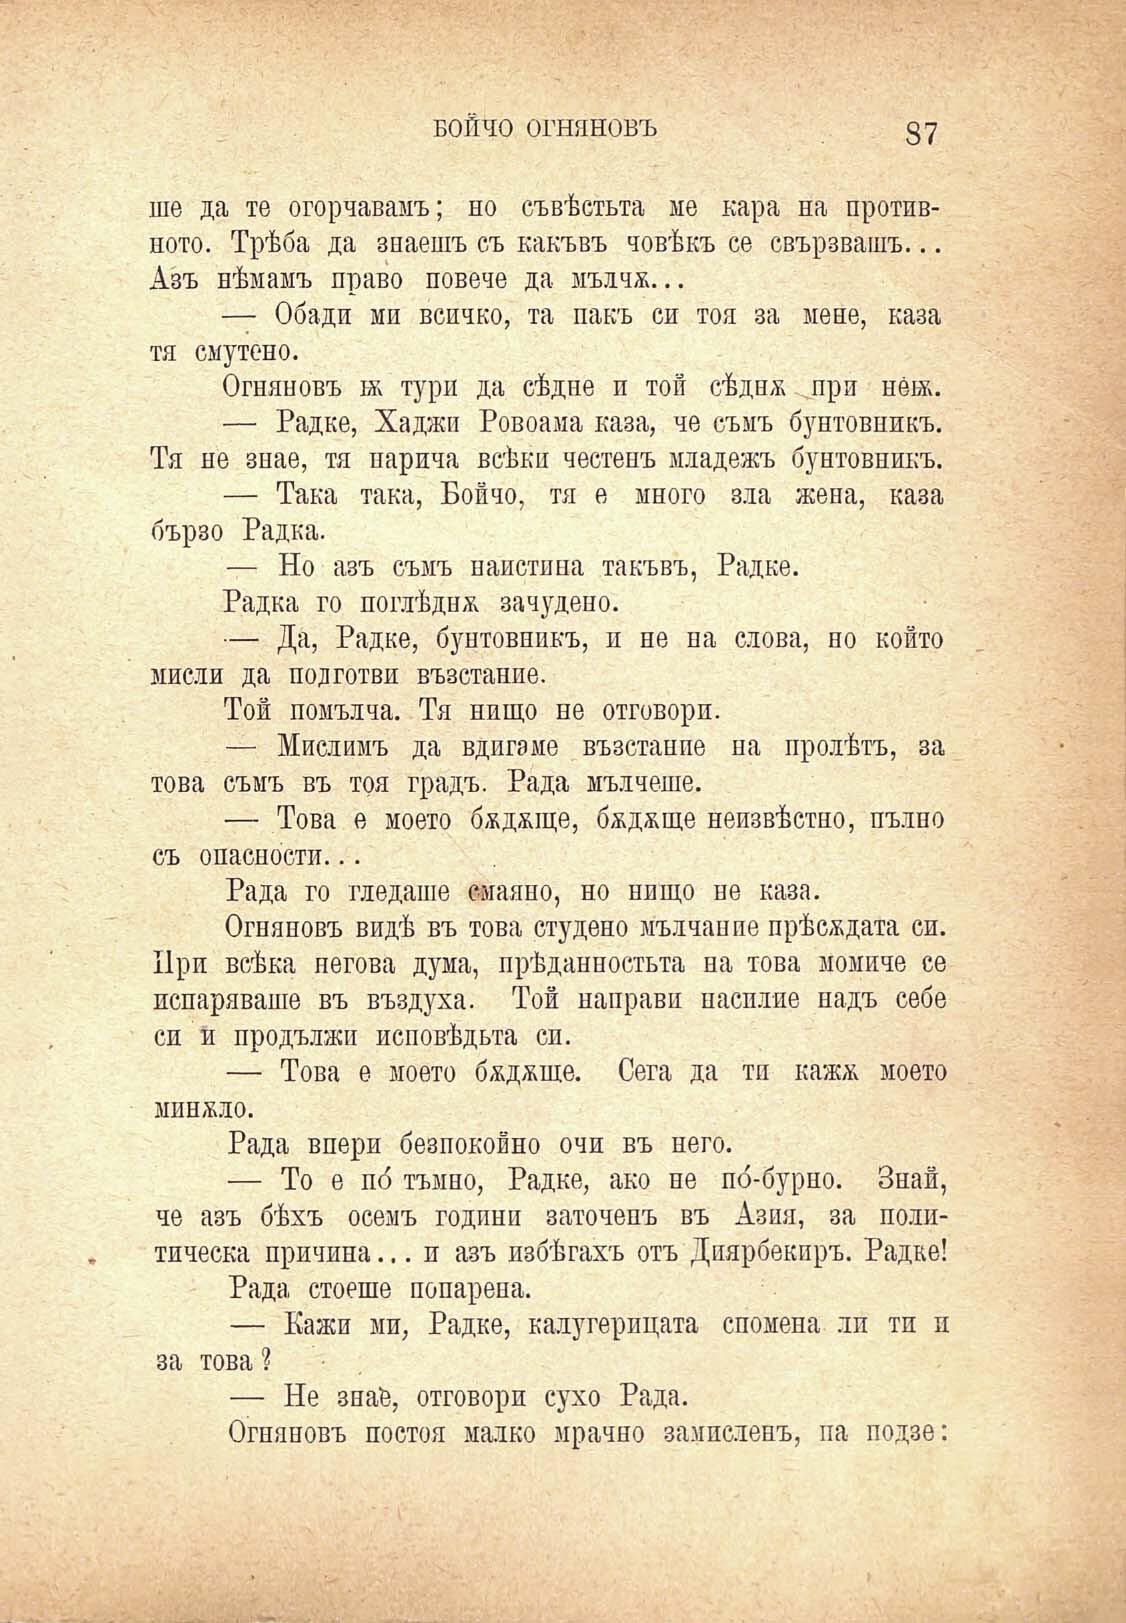 БОЙЧО ОГНЯНОВЪ 87
ше да те огорчавамъ; но съвѣстьта ме кара на против-
ното. Трѣба да знаешъ съ какъвъ човѣкъ се свързвашъ...
Азъ нѣмамъ право повече да мълчѫ...
— Обади ми всичко, та пакъ си тоя за мене, каза
тя смутено.
Огняновъ ѭ тури да сѣдне и той сѣднѫ при неѭ.
— Радке, Хаджи Ровоама каза, че съмъ бунтовникъ.
Тя не знае, тя нарича всѣки честенъ младежъ бунтовникъ.
— Така така, Бойчо, тя е много зла жена, каза
бързо Радка.
— Но азъ съмъ наистина такъвъ, Радке.
Радка го поглѣднѫ зачудено.
— Да, Радке, бунтовникъ, и не на слова, но който
мисли да подготви възстание.
Той помълча. Тя нищо не отговори.
— Мислимъ да вдигаме възстание на пролѣтъ, за
това съмъ въ тоя градъ. Рада мълчеше.
— Това е моето бѫдѫще, бѫдѫще неизвѣстно, пълно
съ опасности...
Рада го гледаше смаяно, но нищо не каза.
Огняновъ видѣ въ това студено мълчание прѣсѫдата си.
При всѣка негова дума, прѣданностьта на това момиче се
испаряваше въ въздуха. Той направи насилие надъ себе
си и продължи исповѣдьта си.
— Това е моето бѫдѫще. Сега да ти кажѫ моето
минѫло.
Рада впери безпокойно очи въ него.
— То е по́ тъмно, Радке, ако не по́-бурно. Знай,
че азъ бѣхъ осемъ години заточенъ въ Азия, за поли-
тическа причина... и азъ избѣгахъ отъ Диярбекиръ. Радке!
Рада стоеше попарена.
— Кажи ми, Радке, калугерицата спомена ли ти и
за това?
— Не знаѐ, отговори сухо Рада.
Огняновъ постоя малко мрачно замисленъ, па подзе: